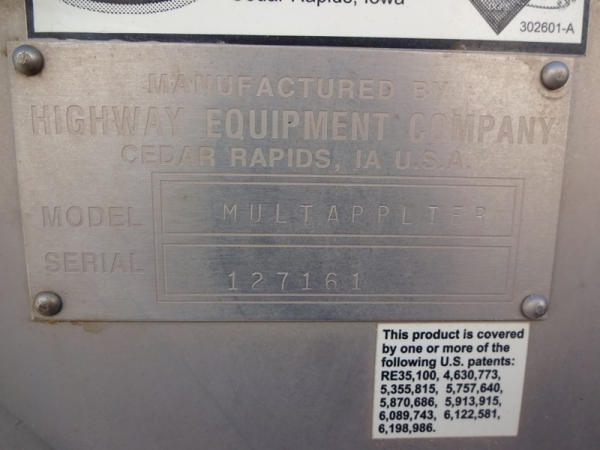 Cedar Rapids, Iowa
302601-A
MANUFACTURED BY
HIGHWAY EQUIPMENT COMPANY
CEDAR RAPIDS, IA U.S.A.
MODEL MULTAPPLTER
SERIAL 127161
This product is covered
by one or more of the
following U.S. patents:
RE35,100, 4,630,773,
5,355,815, 5,757,640,
5,870,686, 5,913,915,
6,089,743, 6,122,581,
6,198,986.